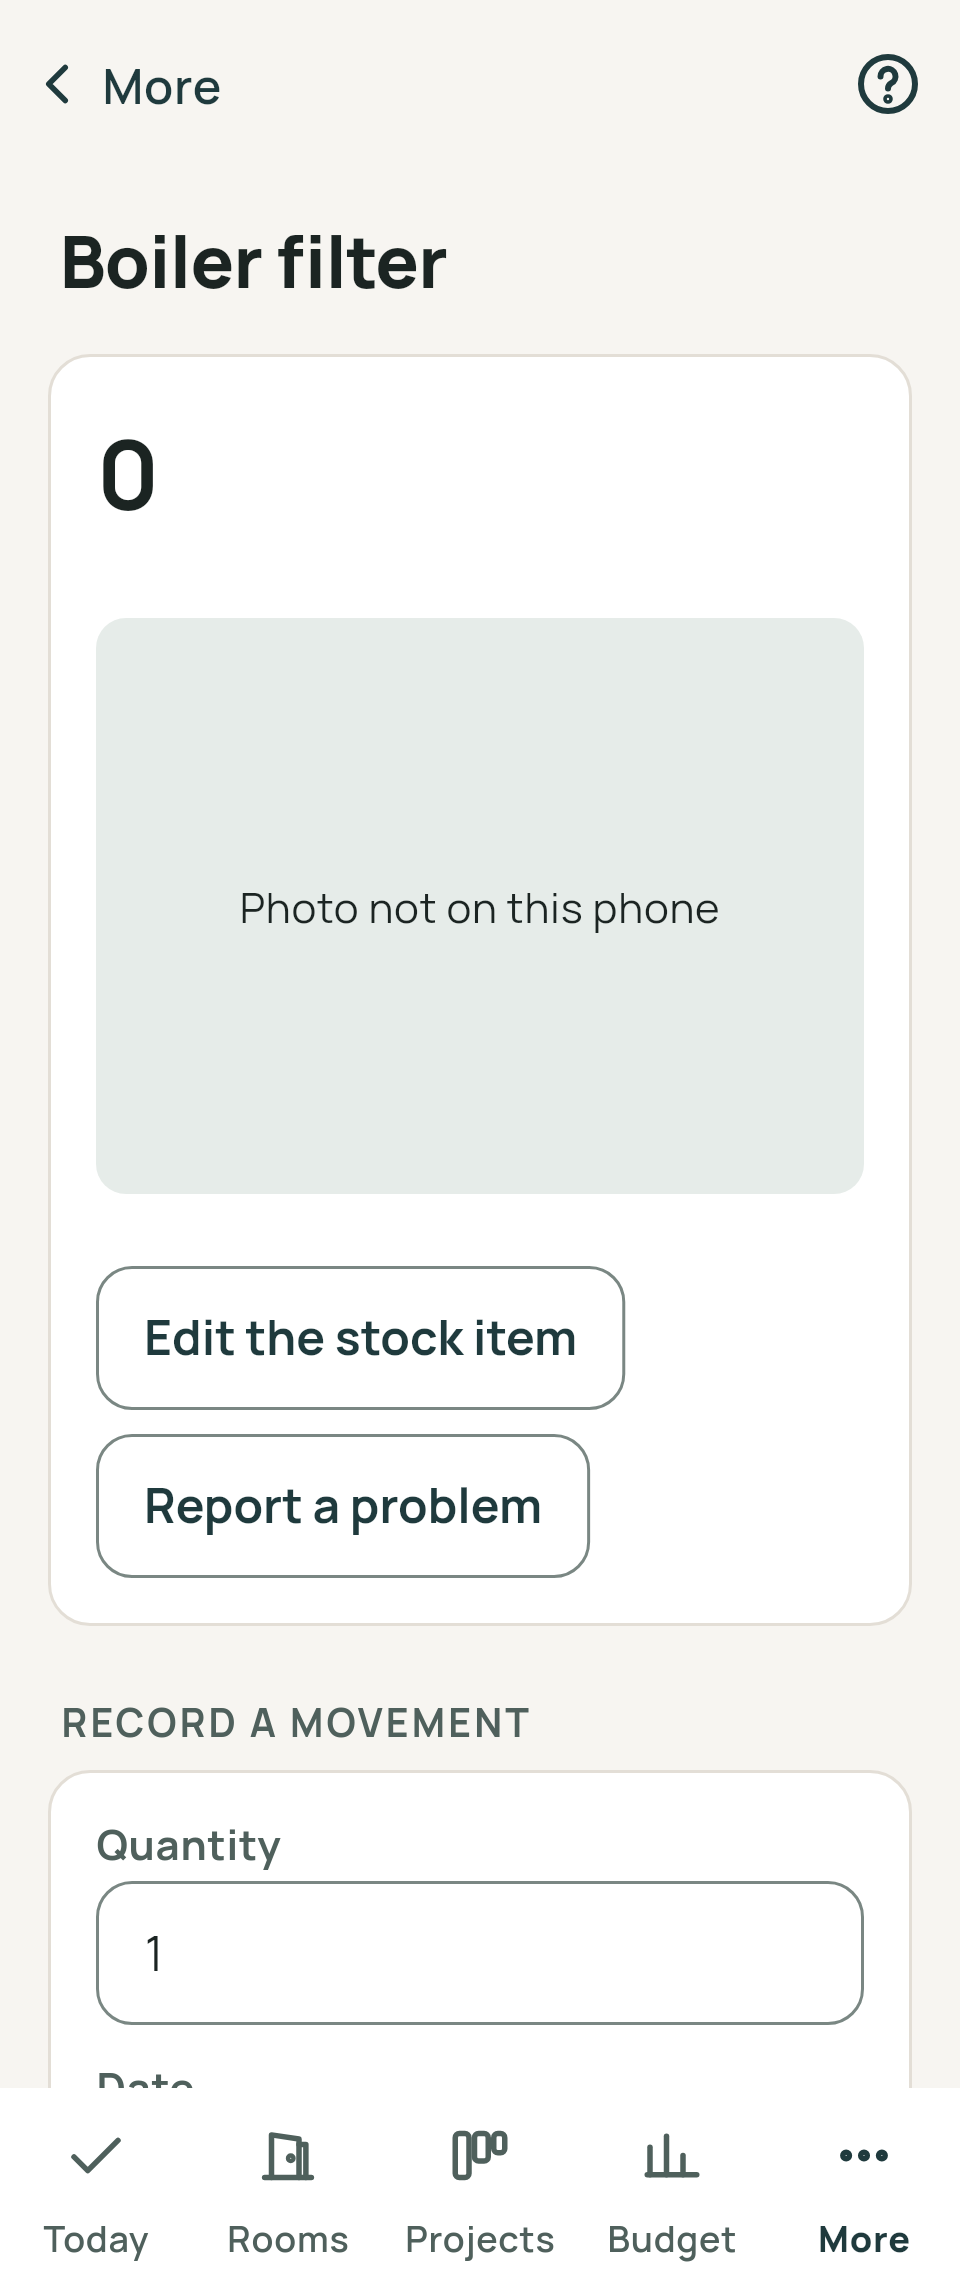 More
Boiler filter
0
Photo not on this phone
Edit the stock item
Report a problem
RECORD A MOVEMENT
Quantity
1
Date
Today
Rooms
Projects
Budget
More